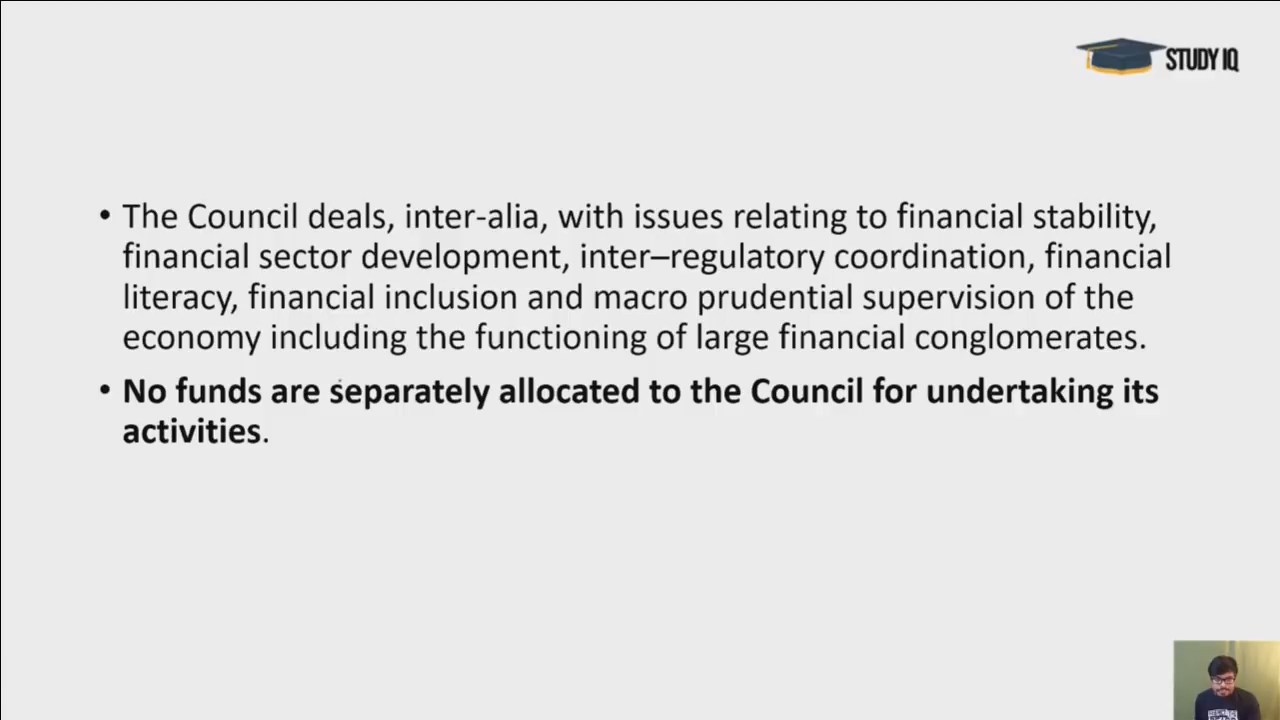 STUDY IQ
• The Council deals, inter-alia, with issues relating to financial stability,
financial sector development, inter–regulatory coordination, financial
literacy, financial inclusion and macro prudential supervision of the
economy including the functioning of large financial conglomerates.
• No funds are separately allocated to the Council for undertaking its
activities.